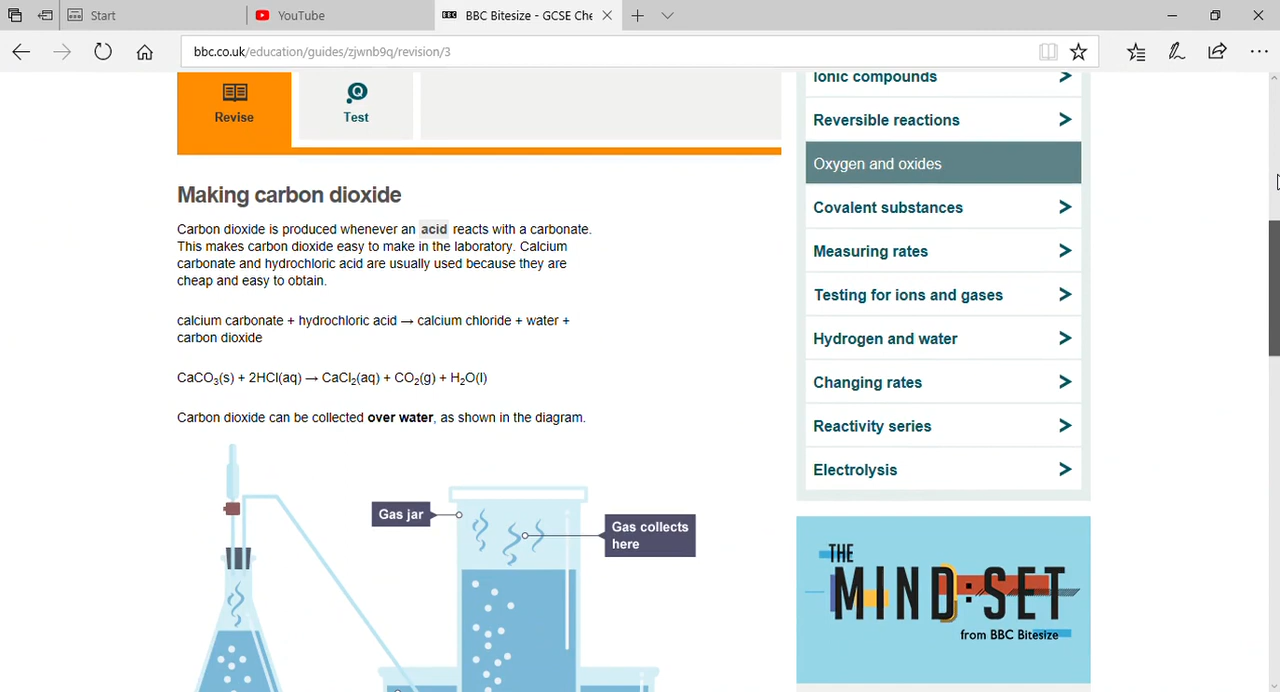 Start
YouTube
BBC BBC Bitesize - GCSE Che
bbc.co.uk/education/guides/zjwnb9q/revision/3
Revise
Q
Test
Making carbon dioxide
Carbon dioxide is produced whenever an acid reacts with a carbonate.
This makes carbon dioxide easy to make in the laboratory. Calcium
carbonate and hydrochloric acid are usually used because they are
cheap and easy to obtain.
calcium carbonate + hydrochloric acid → calcium chloride + water +
carbon dioxide
CaCO₃(s) + 2HCl(aq) → CaCl₂(aq) + CO₂(g) + H₂O(l)
Carbon dioxide can be collected over water, as shown in the diagram.
Gas jar
Gas collects
here
Ionic compounds
Reversible reactions
Oxygen and oxides
Covalent substances
Measuring rates
Testing for ions and gases
Hydrogen and water
Changing rates
Reactivity series
Electrolysis
THE
MIND:SET
from BBC Bitesize